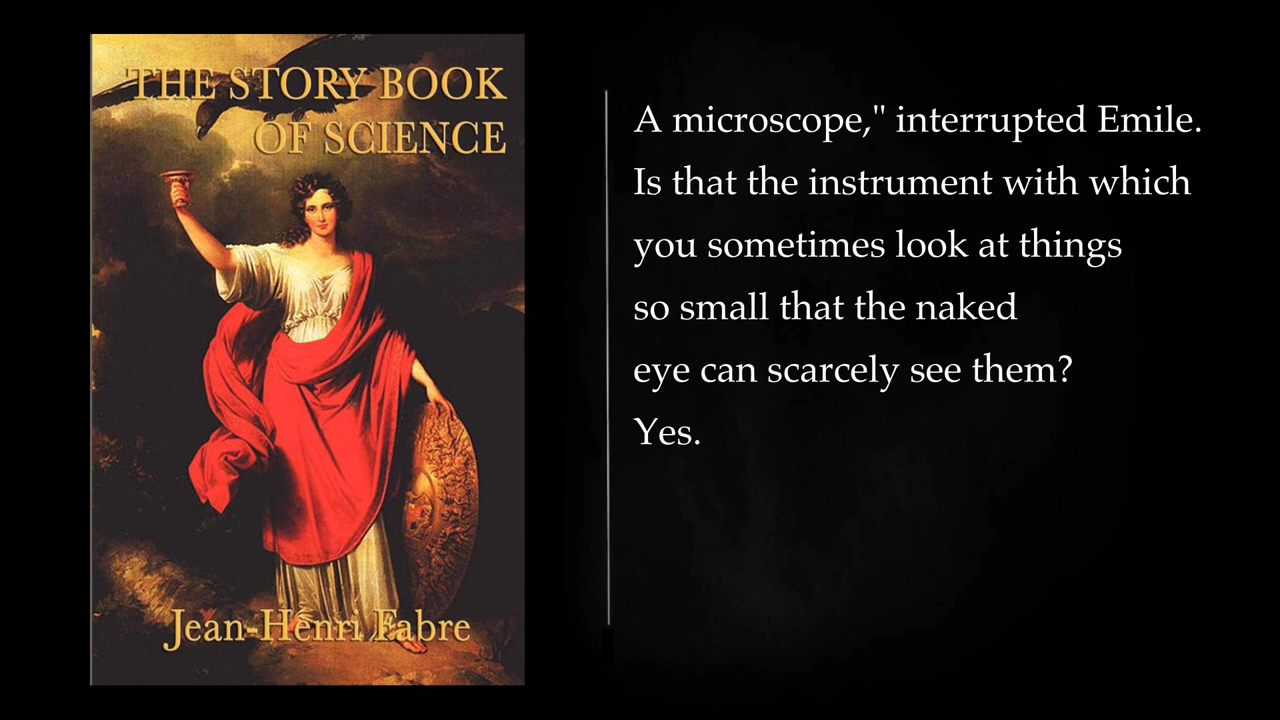 THE STORY BOOK
OF SCIENCE
Jean-Henri Fabre
A microscope," interrupted Emile.
Is that the instrument with which
you sometimes look at things
so small that the naked
eye can scarcely see them?
Yes.